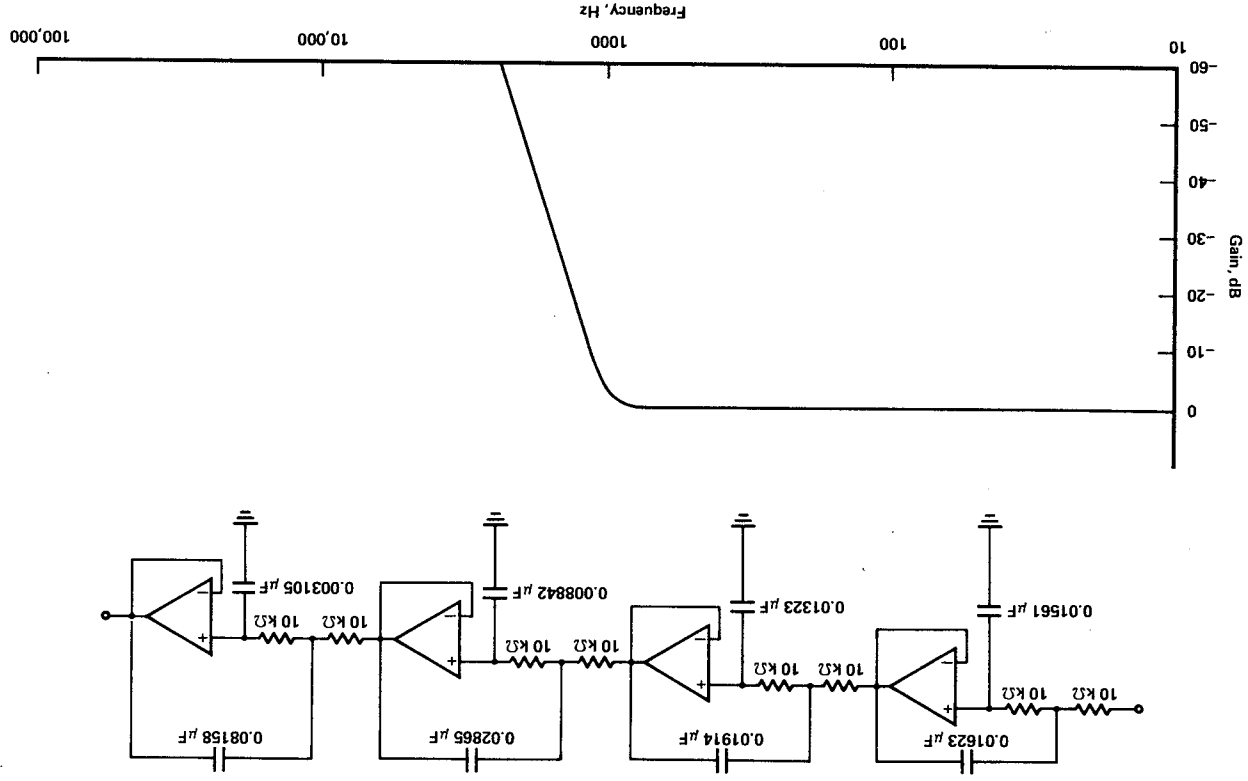 0.01623 µF
0.01914 µF
0.02865 µF
0.08158 µF
10 kΩ
10 kΩ
10 kΩ
10 kΩ
10 kΩ
10 kΩ
10 kΩ
10 kΩ
+
−
+
−
+
−
+
−
0.01561 µF
0.01323 µF
0.008842 µF
0.003105 µF
Gain, dB
0
−10
−20
−30
−40
−50
−60
10
100
1000
10,000
100,000
Frequency, Hz